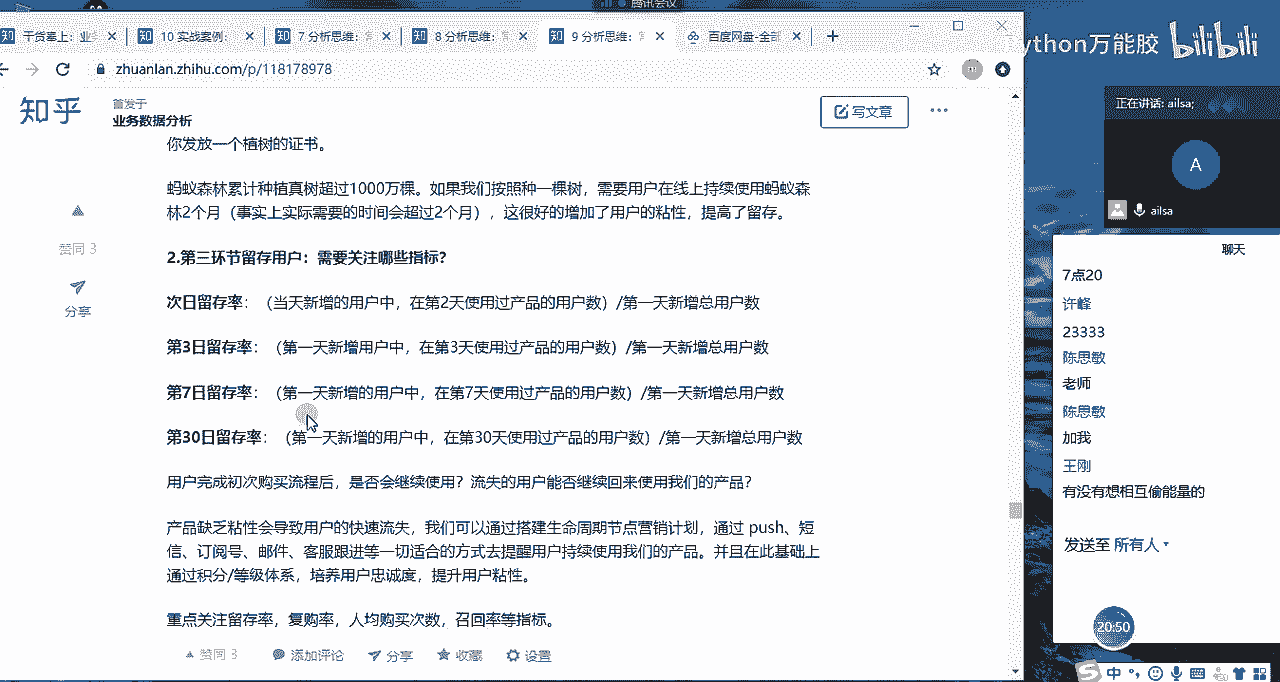 腾讯会议
干货塞上：业
10 实战案例：
7 分析思维：
8 分析思维：
9 分析思维：
百度网盘-全部
zhuanlan.zhihu.com/p/118178978
ython万能胶 bilibili
知乎
首发于
业务数据分析
写文章
你发放一个植树的证书。
蚂蚁森林累计种植真树超过1000万棵。如果我们按照种一棵树，需要用户在线上持续使用蚂蚁森
林2个月（事实上实际需要的时间会超过2个月），这很好的增加了用户的粘性，提高了留存。
赞同 3
分享
2.第三环节留存用户：需要关注哪些指标？
次日留存率：（当天新增的用户中，在第2天使用过产品的用户数）/第一天新增总用户数
第3日留存率：（第一天新增用户中，在第3天使用过产品的用户数）/第一天新增总用户数
第7日留存率：（第一天新增的用户中，在第7天使用过产品的用户数）/第一天新增总用户数
第30日留存率：（第一天新增的用户中，在第30天使用过产品的用户数）/第一天新增总用户数
用户完成初次购买流程后，是否会继续使用？流失的用户能否继续回来使用我们的产品？
产品缺乏粘性会导致用户的快速流失，我们可以通过搭建生命周期节点营销计划，通过 push、短
信、订阅号、邮件、客服跟进等一切适合的方式去提醒用户持续使用我们的产品。并且在此基础上
通过积分/等级体系，培养用户忠诚度，提升用户粘性。
重点关注留存率，复购率，人均购买次数，召回率等指标。
赞同 3 添加评论 分享 收藏 设置
正在讲话: ailsa;
A
ailsa
聊天
7点20
许峰
23333
陈思敏
老师
陈思敏
加我
王刚
有没有想相互偷能量的
发送至 所有人
20:50
中